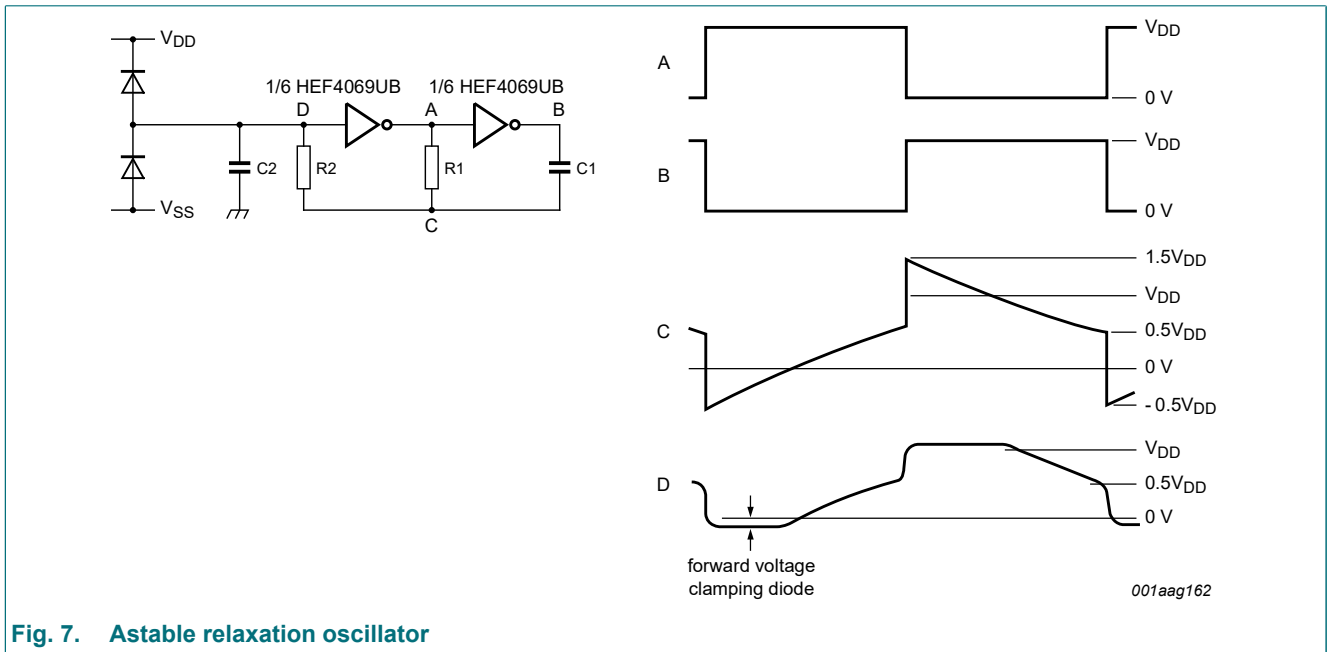 VDD
1/6 HEF4069UB 1/6 HEF4069UB
D A B
C2 R2 R1 C1
VSS
C
A
VDD
0 V
B
VDD
0 V
C
1.5VDD
VDD
0.5VDD
0 V
- 0.5VDD
D
VDD
0.5VDD
0 V
forward voltage
clamping diode
001aag162
Fig. 7. Astable relaxation oscillator